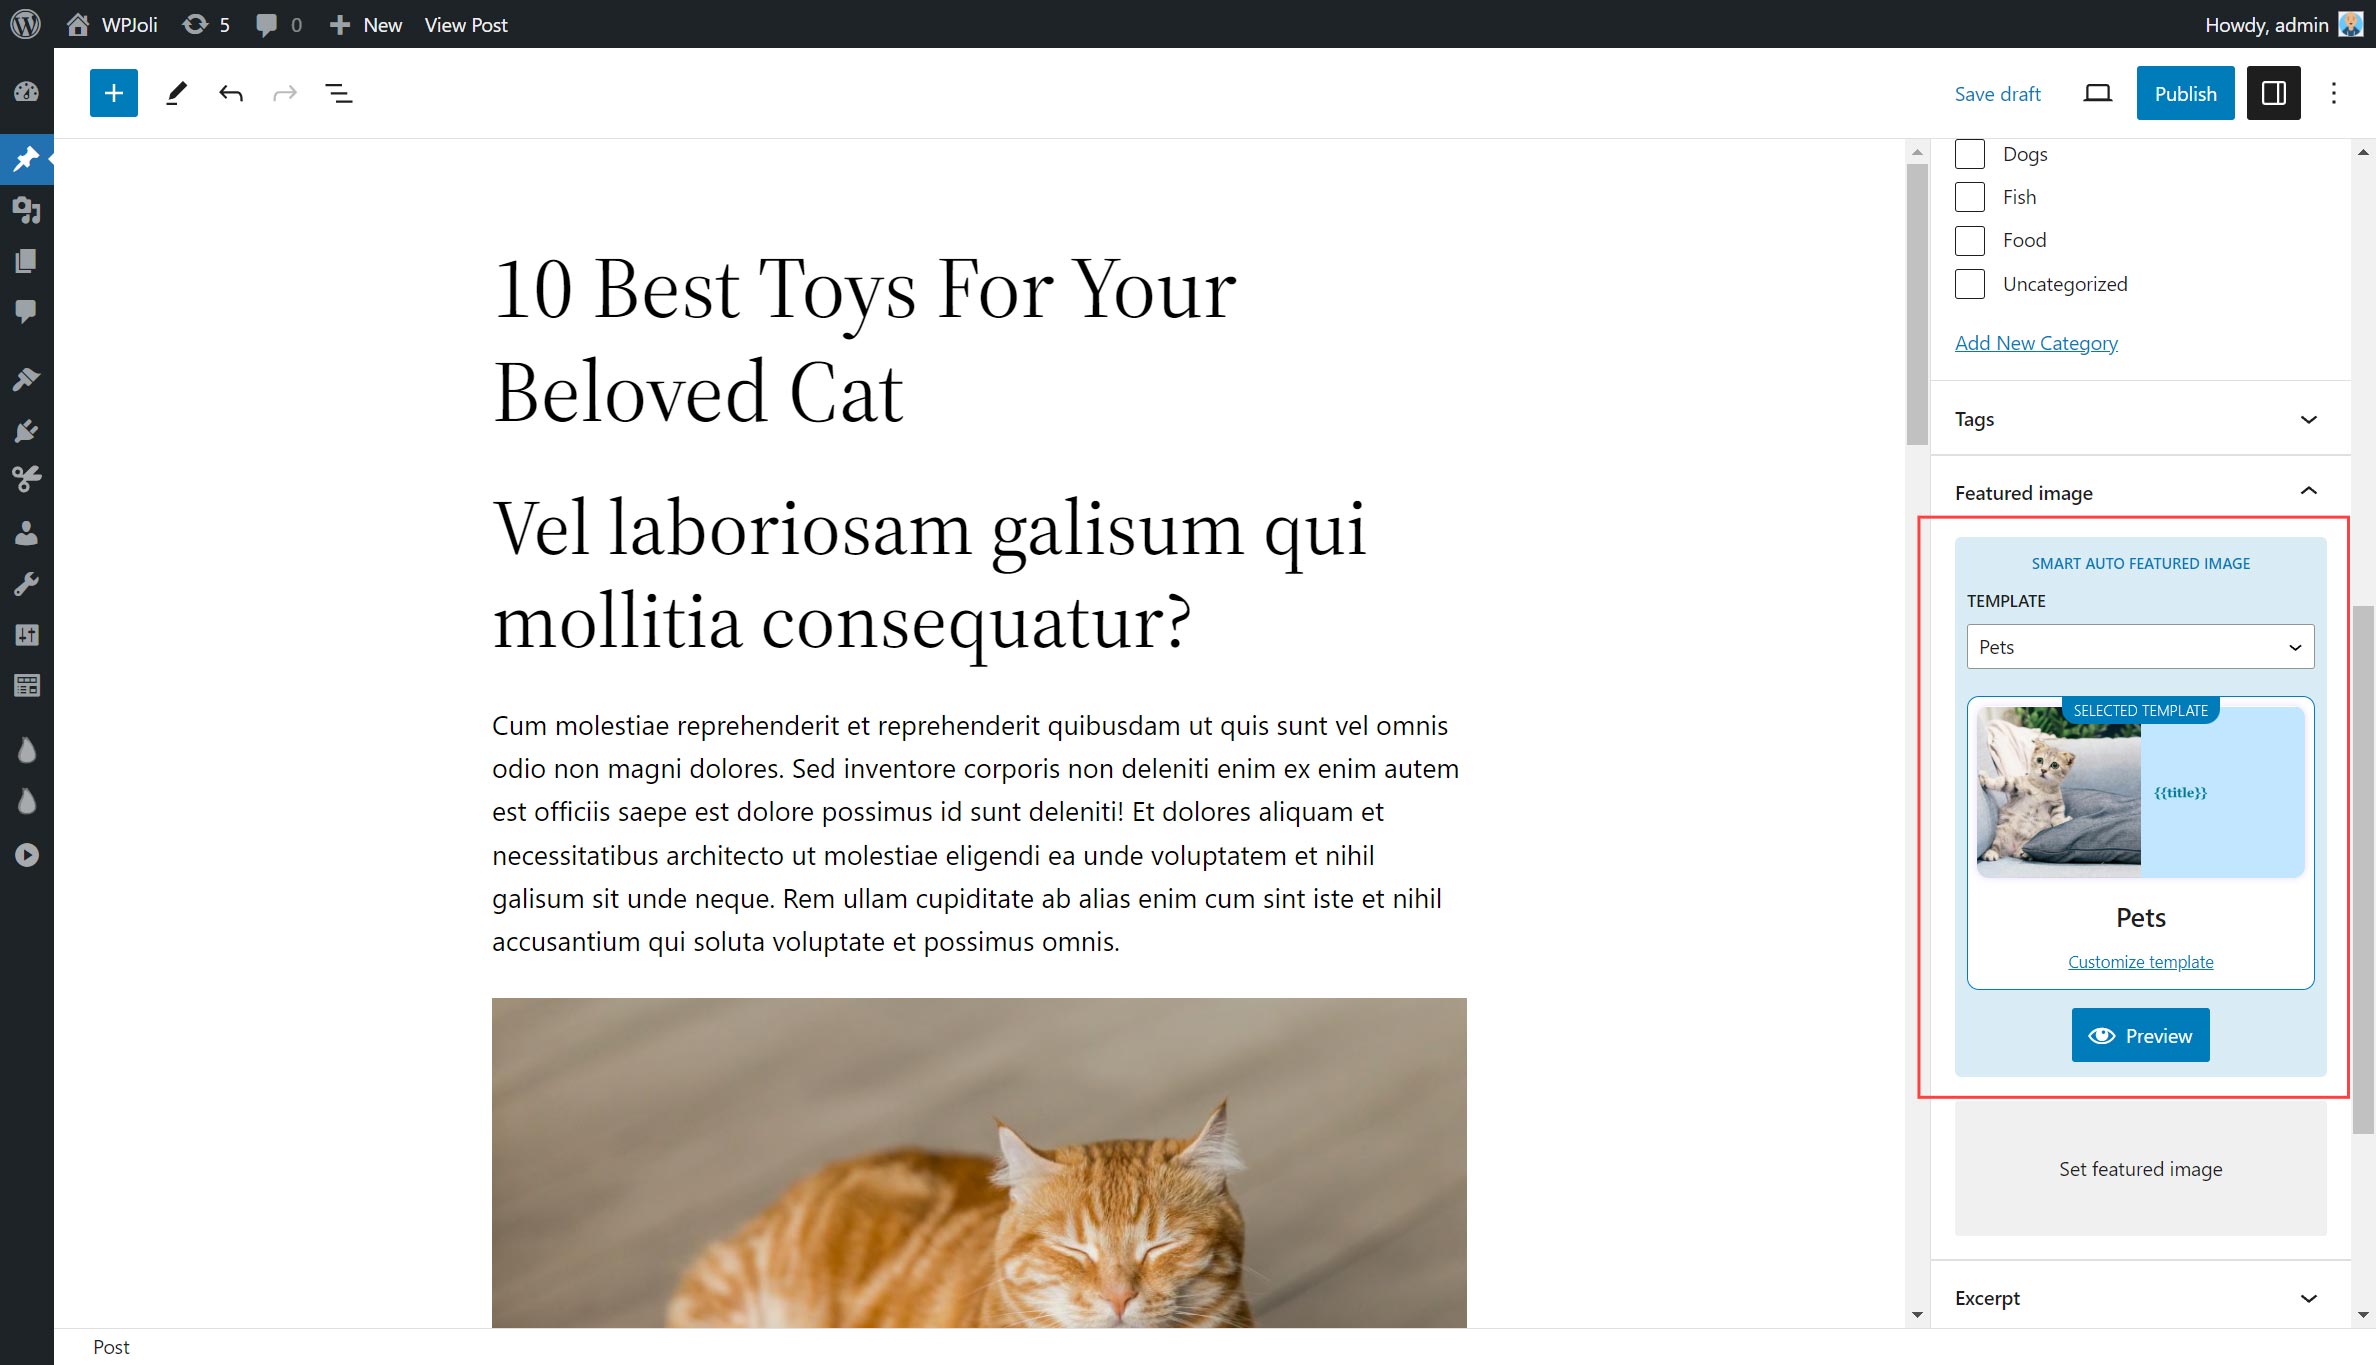 WPJoli 5 0 New View Post Howdy, admin
Save draft Publish
10 Best Toys For Your
Beloved Cat
Vel laboriosam galisum qui
mollitia consequatur?
Cum molestiae reprehenderit et reprehenderit quibusdam ut quis sunt vel omnis
odio non magni dolores. Sed inventore corporis non deleniti enim ex enim autem
est officiis saepe est dolore possimus id sunt deleniti! Et dolores aliquam et
necessitatibus architecto ut molestiae eligendi ea unde voluptatem et nihil
galisum sit unde neque. Rem ullam cupiditate ab alias enim cum sint iste et nihil
accusantium qui soluta voluptate et possimus omnis.
Dogs
Fish
Food
Uncategorized
Add New Category
Tags
Featured image
SMART AUTO FEATURED IMAGE
TEMPLATE
Pets
SELECTED TEMPLATE
{{title}}
Pets
Customize template
Preview
Set featured image
Excerpt
Post